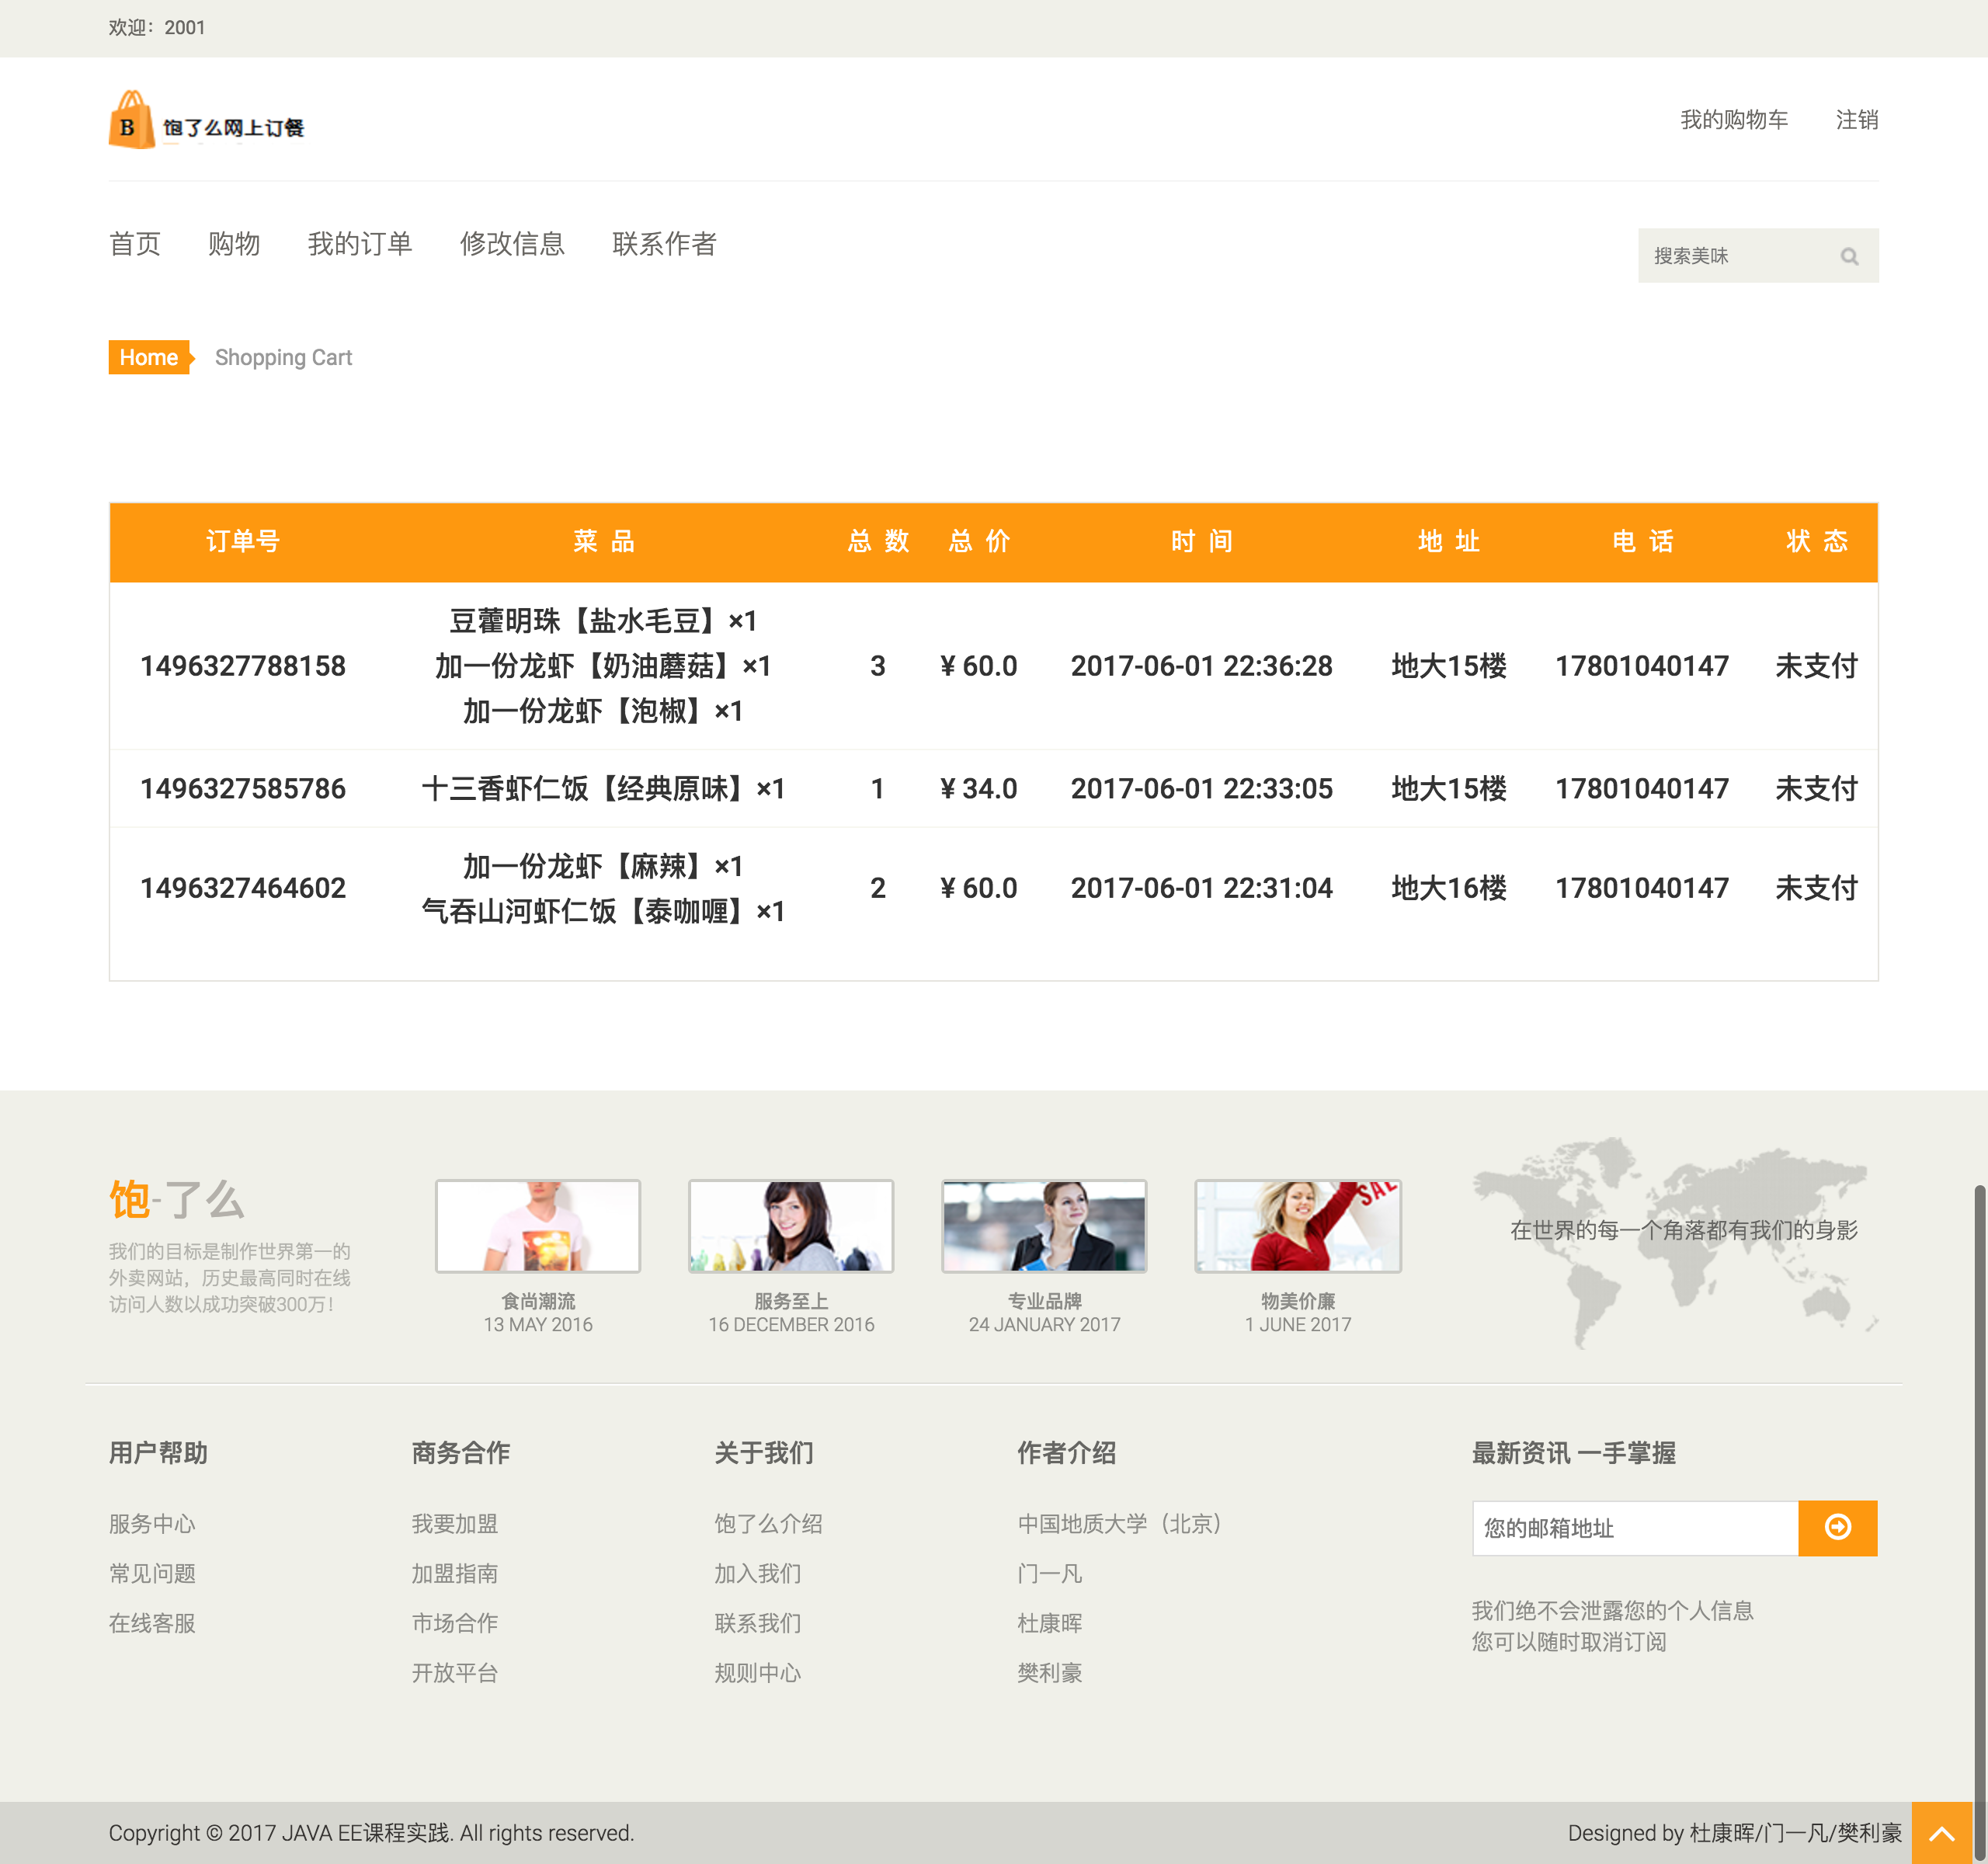 欢迎：2001
B 饱了么网上订餐
我的购物车 注销
首页 购物 我的订单 修改信息 联系作者
搜索美味
Home Shopping Cart
订单号 菜 品 总 数 总 价 时 间 地 址 电 话 状 态
豆蘿明珠【盐水毛豆】×1
1496327788158 加一份龙虾【奶油蘑菇】×1 3 ¥ 60.0 2017-06-01 22:36:28 地大15楼 17801040147 未支付
加一份龙虾【泡椒】×1
1496327585786 十三香虾仁饭【经典原味】×1 1 ¥ 34.0 2017-06-01 22:33:05 地大15楼 17801040147 未支付
加一份龙虾【麻辣】×1
1496327464602 2 ¥ 60.0 2017-06-01 22:31:04 地大16楼 17801040147 未支付
气吞山河虾仁饭【泰咖喱】×1
饱-了么
我们的目标是制作世界第一的
外卖网站，历史最高同时在线
访问人数以成功突破300万！
SALE
食尚潮流
13 MAY 2016
服务至上
16 DECEMBER 2016
专业品牌
24 JANUARY 2017
物美价廉
1 JUNE 2017
在世界的每一个角落都有我们的身影
用户帮助
服务中心
常见问题
在线客服
商务合作
我要加盟
加盟指南
市场合作
开放平台
关于我们
饱了么介绍
加入我们
联系我们
规则中心
作者介绍
中国地质大学（北京）
门一凡
杜康晖
樊利豪
最新资讯 一手掌握
您的邮箱地址
我们绝不会泄露您的个人信息
您可以随时取消订阅
Copyright © 2017 JAVA EE课程实践. All rights reserved.
Designed by 杜康晖/门一凡/樊利豪